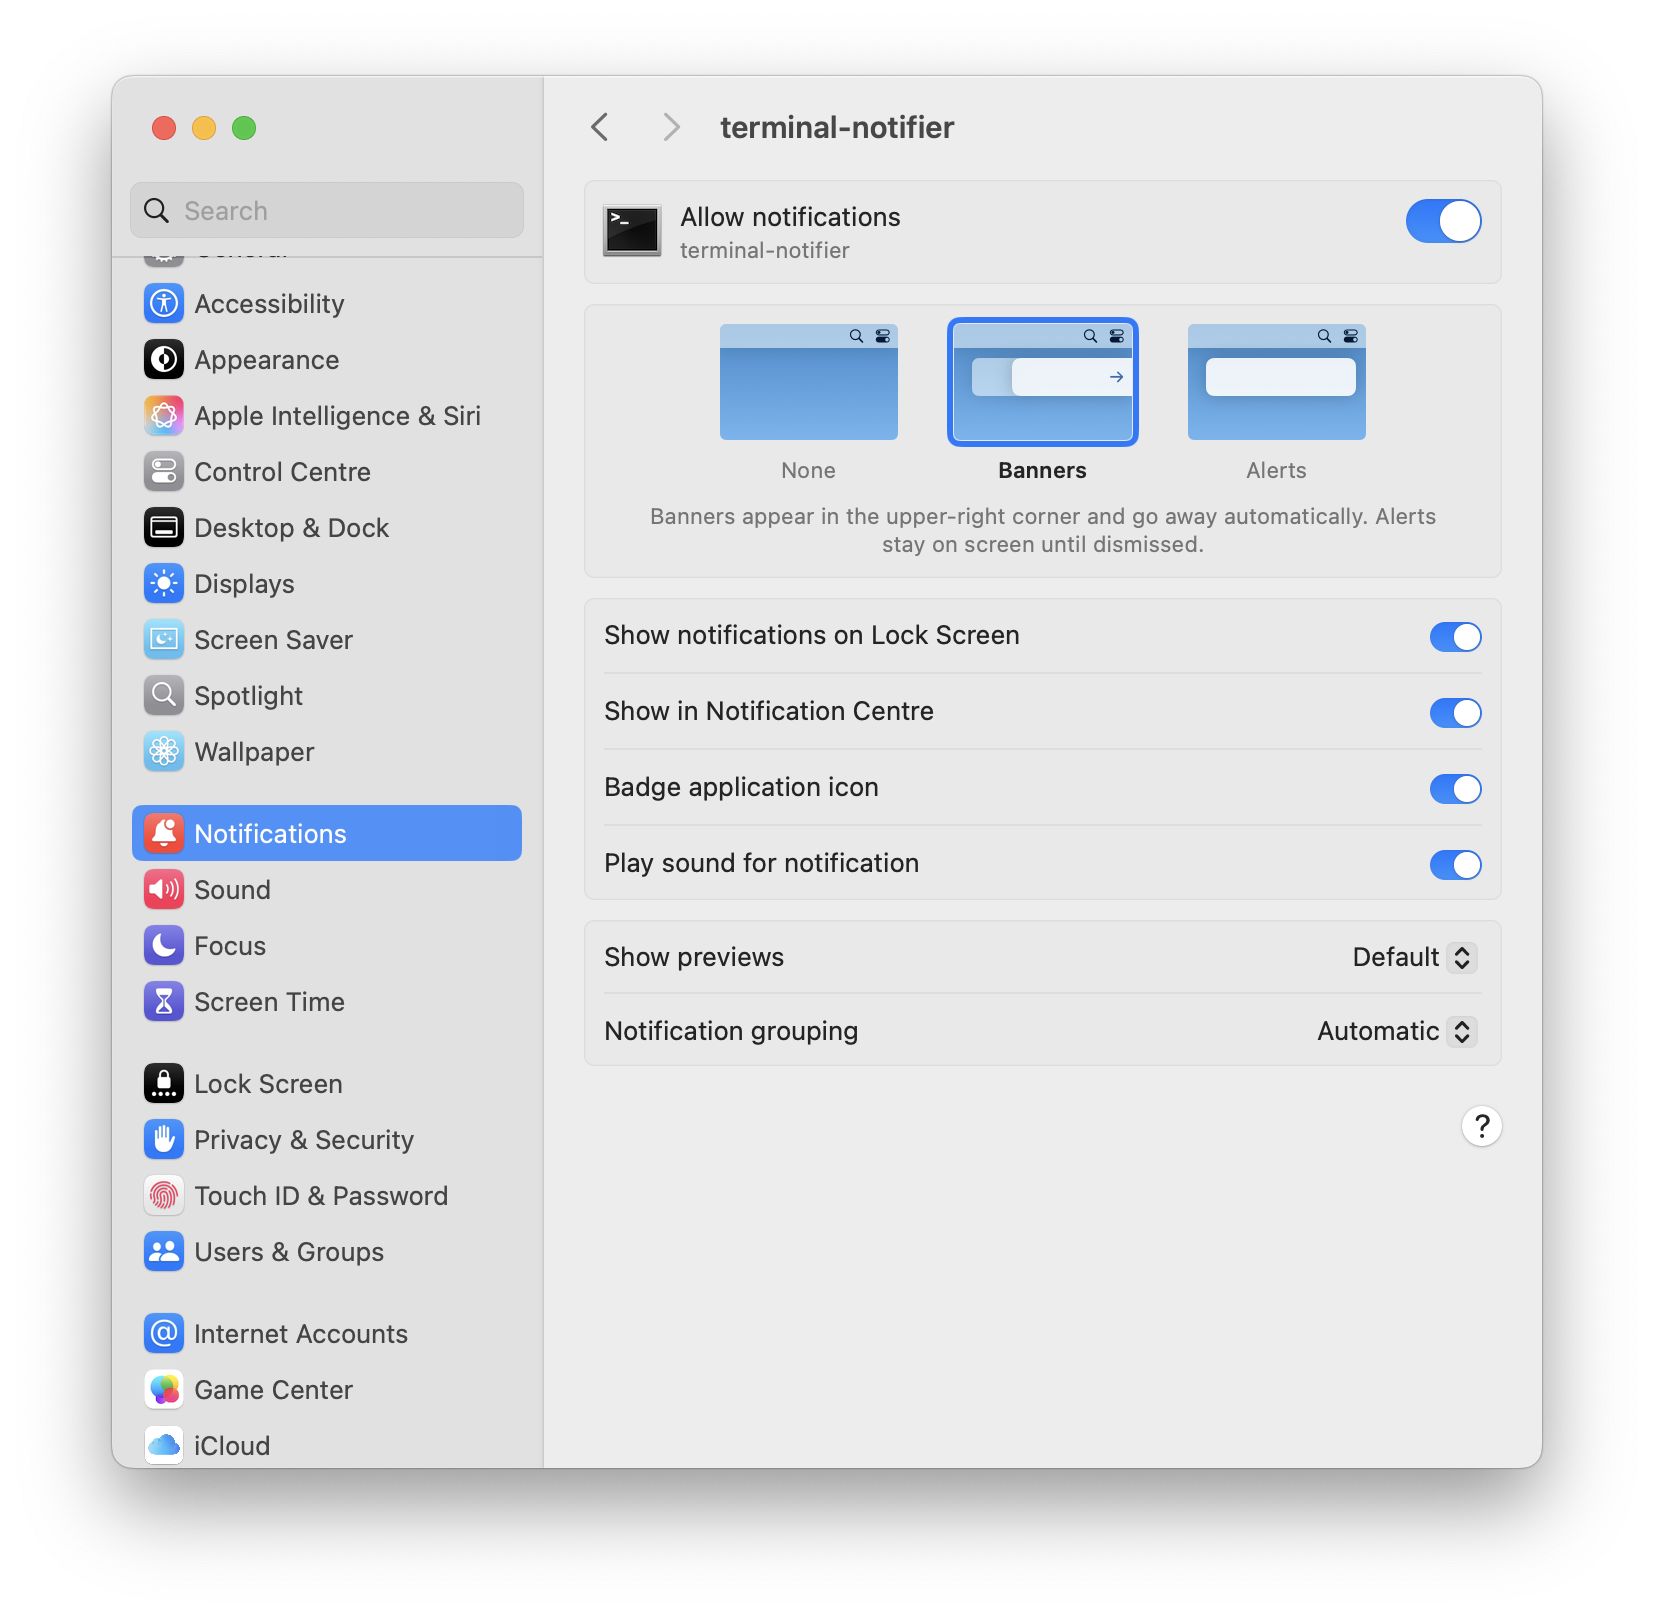 terminal-notifier
Search
General
Accessibility
Appearance
Apple Intelligence & Siri
Control Centre
Desktop & Dock
Displays
Screen Saver
Spotlight
Wallpaper
Notifications
Sound
Focus
Screen Time
Lock Screen
Privacy & Security
Touch ID & Password
Users & Groups
Internet Accounts
Game Center
iCloud
>_
Allow notifications
terminal-notifier
None
Banners
Alerts
Banners appear in the upper-right corner and go away automatically. Alerts
stay on screen until dismissed.
Show notifications on Lock Screen
Show in Notification Centre
Badge application icon
Play sound for notification
Show previews
Default
Notification grouping
Automatic
?